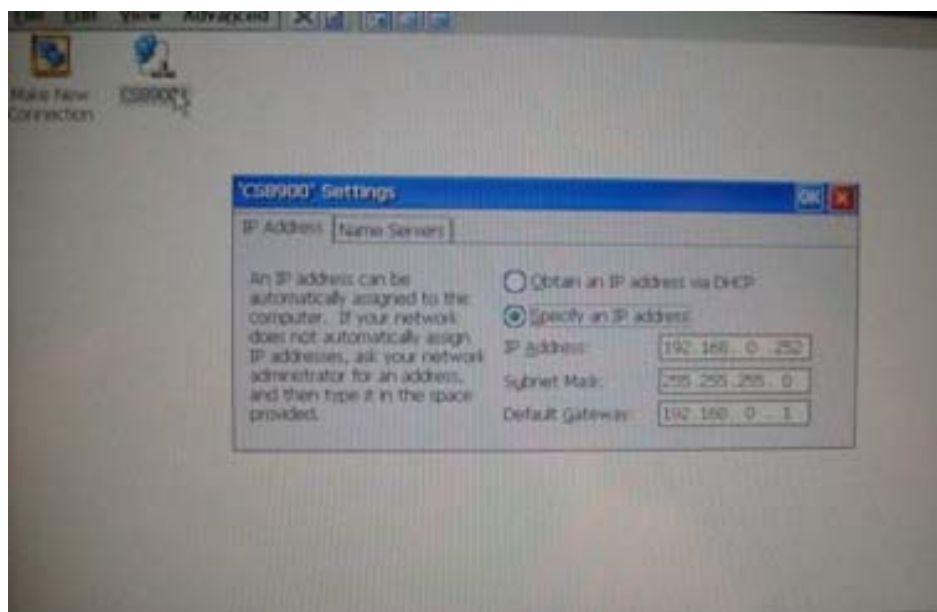 Edit View Advanced
Make New
Connection
CS89001
'CS8900' Settings
OK
IP Address Name Servers
An IP address can be
automatically assigned to the
computer. If your network
does not automatically assign
IP addresses, ask your network
administrator for an address,
and then type it in the space
provided.
Obtain an IP address via DHCP
Specify an IP address
IP Address: 192.168. 0 .252
Subnet Mask: 255.255.255. 0
Default Gateway: 192.168. 0 . 1